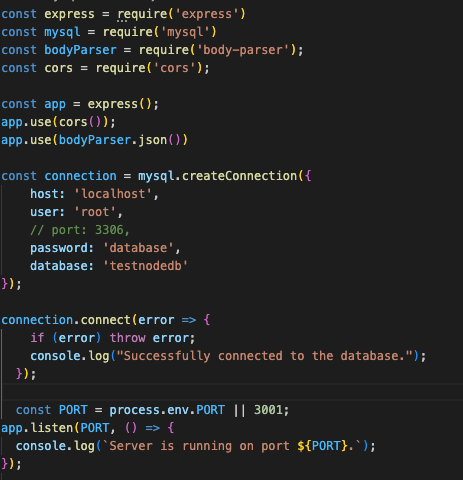 const express = require('express')
const mysql = require('mysql')
const bodyParser = require('body-parser');
const cors = require('cors');

const app = express();
app.use(cors());
app.use(bodyParser.json())

const connection = mysql.createConnection({
    host: 'localhost',
    user: 'root',
    // port: 3306,
    password: 'database',
    database: 'testnodedb'
});

connection.connect(error => {
    if (error) throw error;
    console.log("Successfully connected to the database.");
  });

  const PORT = process.env.PORT || 3001;
app.listen(PORT, () => {
  console.log(`Server is running on port ${PORT}.`);
});